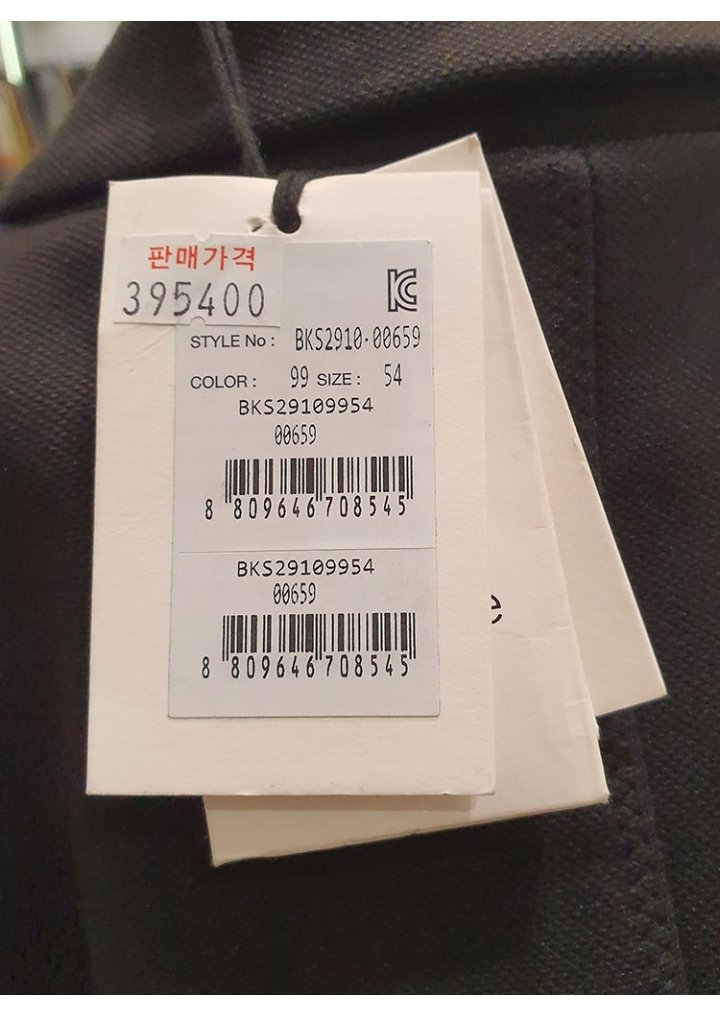 판매가격
395400
KC
STYLE No : BKS2910-00659
COLOR : 99 SIZE : 54
BKS29109954
00659
8 809646 708545
BKS29109954
00659
8 809646 708545
e